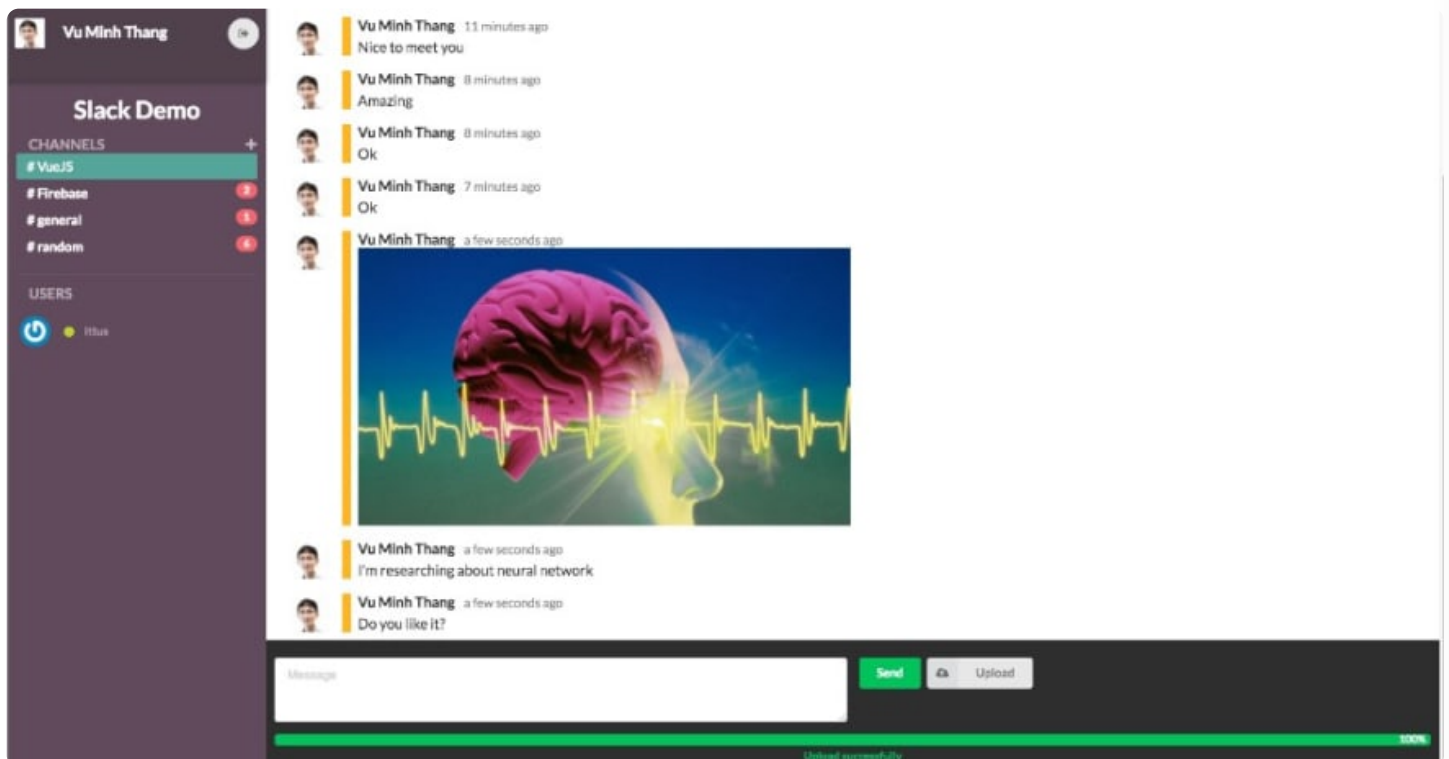 Vu Minh Thang
Slack Demo
CHANNELS +
# VueJS
# Firebase 2
# general 1
# random 6
USERS
ittus
Vu Minh Thang 11 minutes ago
Nice to meet you
Vu Minh Thang 8 minutes ago
Amazing
Vu Minh Thang 8 minutes ago
Ok
Vu Minh Thang 7 minutes ago
Ok
Vu Minh Thang a few seconds ago
Vu Minh Thang a few seconds ago
I'm researching about neural network
Vu Minh Thang a few seconds ago
Do you like it?
Message
Send
Upload
100%
Upload successfully